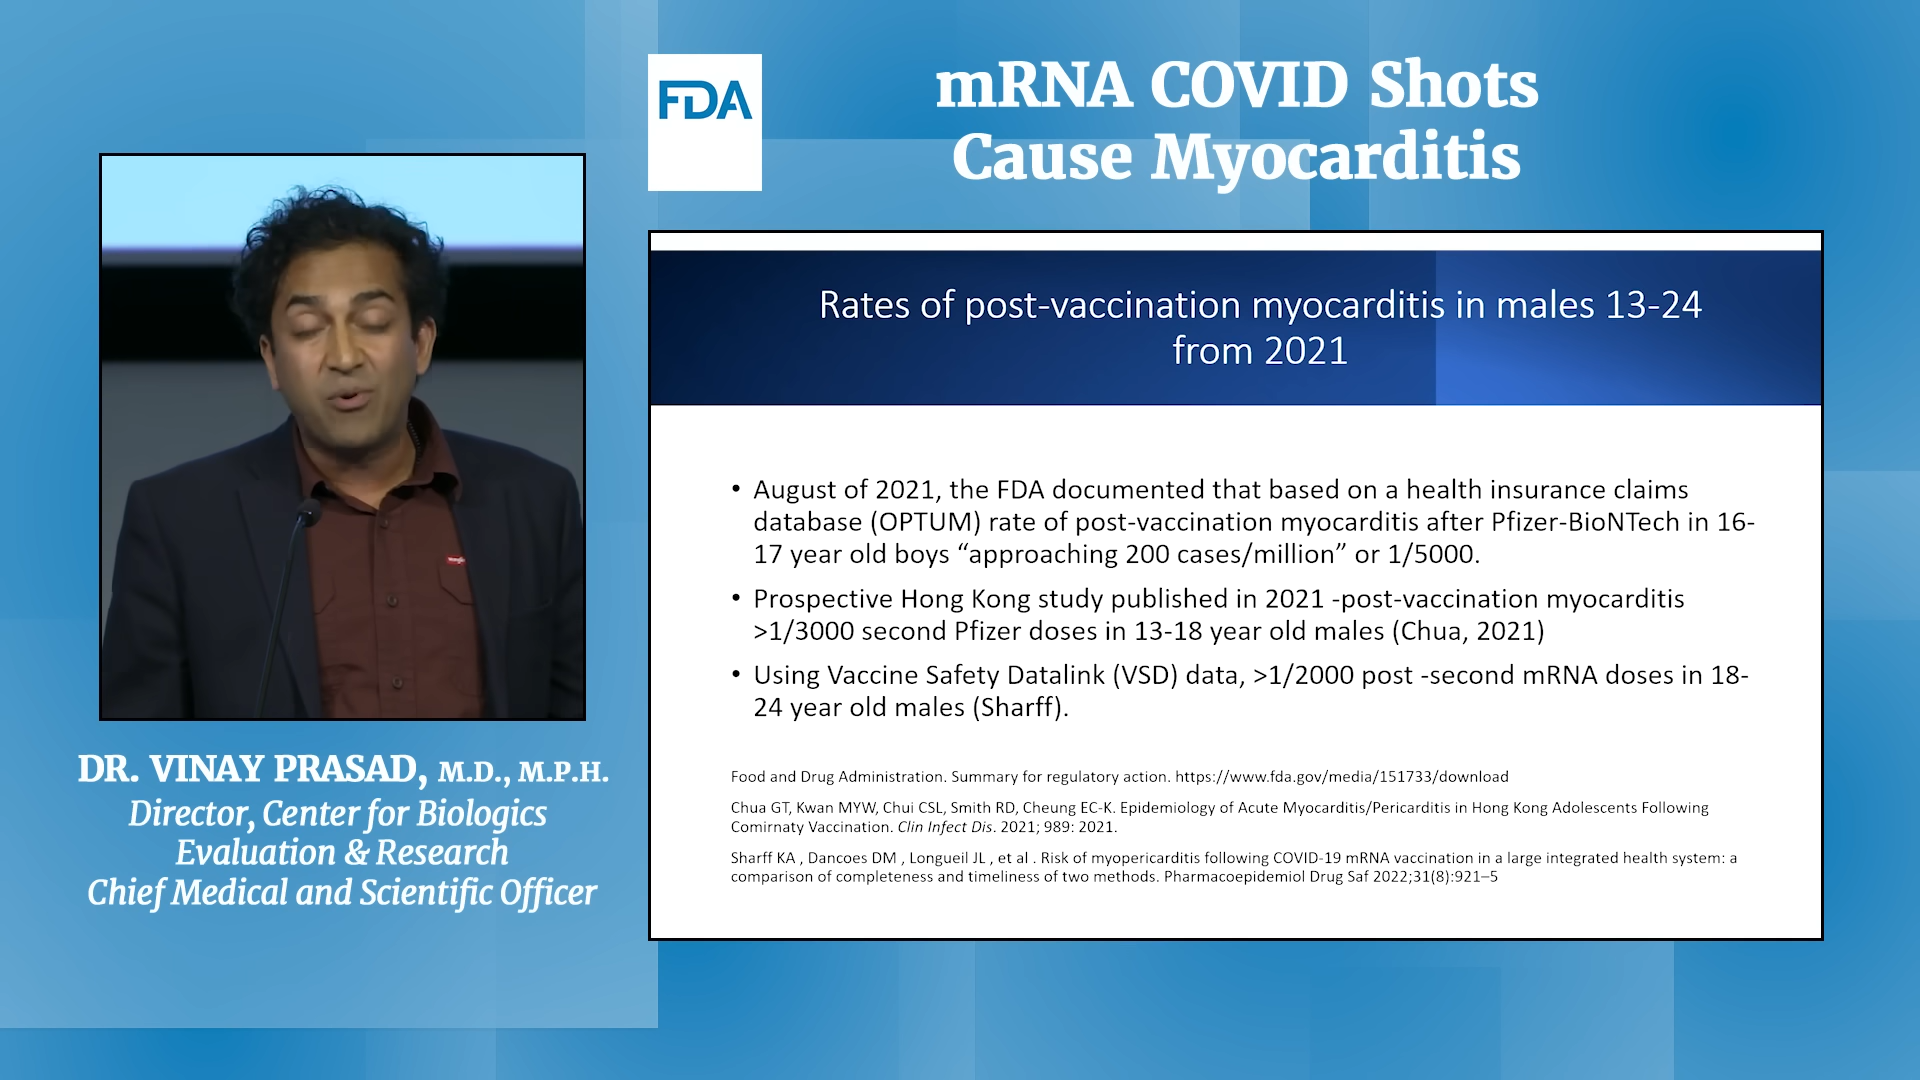 FDA
mRNA COVID Shots
Cause Myocarditis
Rates of post-vaccination myocarditis in males 13-24
from 2021
• August of 2021, the FDA documented that based on a health insurance claims
database (OPTUM) rate of post-vaccination myocarditis after Pfizer-BioNTech in 16-
17 year old boys “approaching 200 cases/million” or 1/5000.
• Prospective Hong Kong study published in 2021 -post-vaccination myocarditis
>1/3000 second Pfizer doses in 13-18 year old males (Chua, 2021)
• Using Vaccine Safety Datalink (VSD) data, >1/2000 post -second mRNA doses in 18-
24 year old males (Sharff).
Food and Drug Administration. Summary for regulatory action. https://www.fda.gov/media/151733/download
Chua GT, Kwan MYW, Chui CSL, Smith RD, Cheung EC-K. Epidemiology of Acute Myocarditis/Pericarditis in Hong Kong Adolescents Following
Comirnaty Vaccination. Clin Infect Dis. 2021; 989: 2021.
Sharff KA , Dancoes DM , Longueil JL , et al . Risk of myopericarditis following COVID-19 mRNA vaccination in a large integrated health system: a
comparison of completeness and timeliness of two methods. Pharmacoepidemiol Drug Saf 2022;31(8):921–5
DR. VINAY PRASAD, M.D., M.P.H.
Director, Center for Biologics
Evaluation & Research
Chief Medical and Scientific Officer